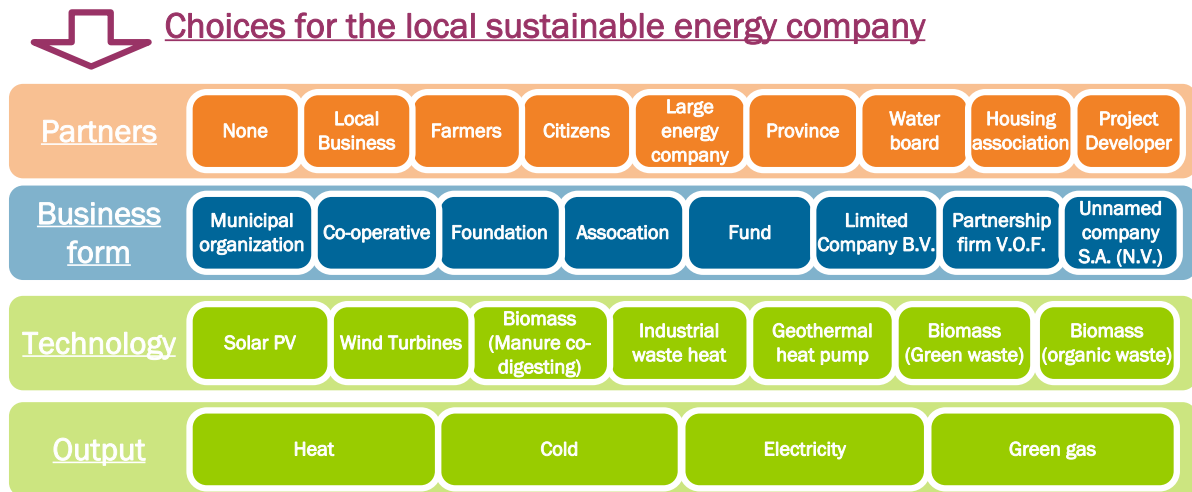 Choices for the local sustainable energy company
Partners
None
Local
Business
Farmers
Citizens
Large
energy
company
Province
Water
board
Housing
association
Project
Developer
Business
form
Municipal
organization
Co-operative
Foundation
Assocation
Fund
Limited
Company B.V.
Partnership
firm V.O.F.
Unnamed
company
S.A. (N.V.)
Technology
Solar PV
Wind Turbines
Biomass
(Manure co-
digesting)
Industrial
waste heat
Geothermal
heat pump
Biomass
(Green waste)
Biomass
(organic waste)
Output
Heat
Cold
Electricity
Green gas